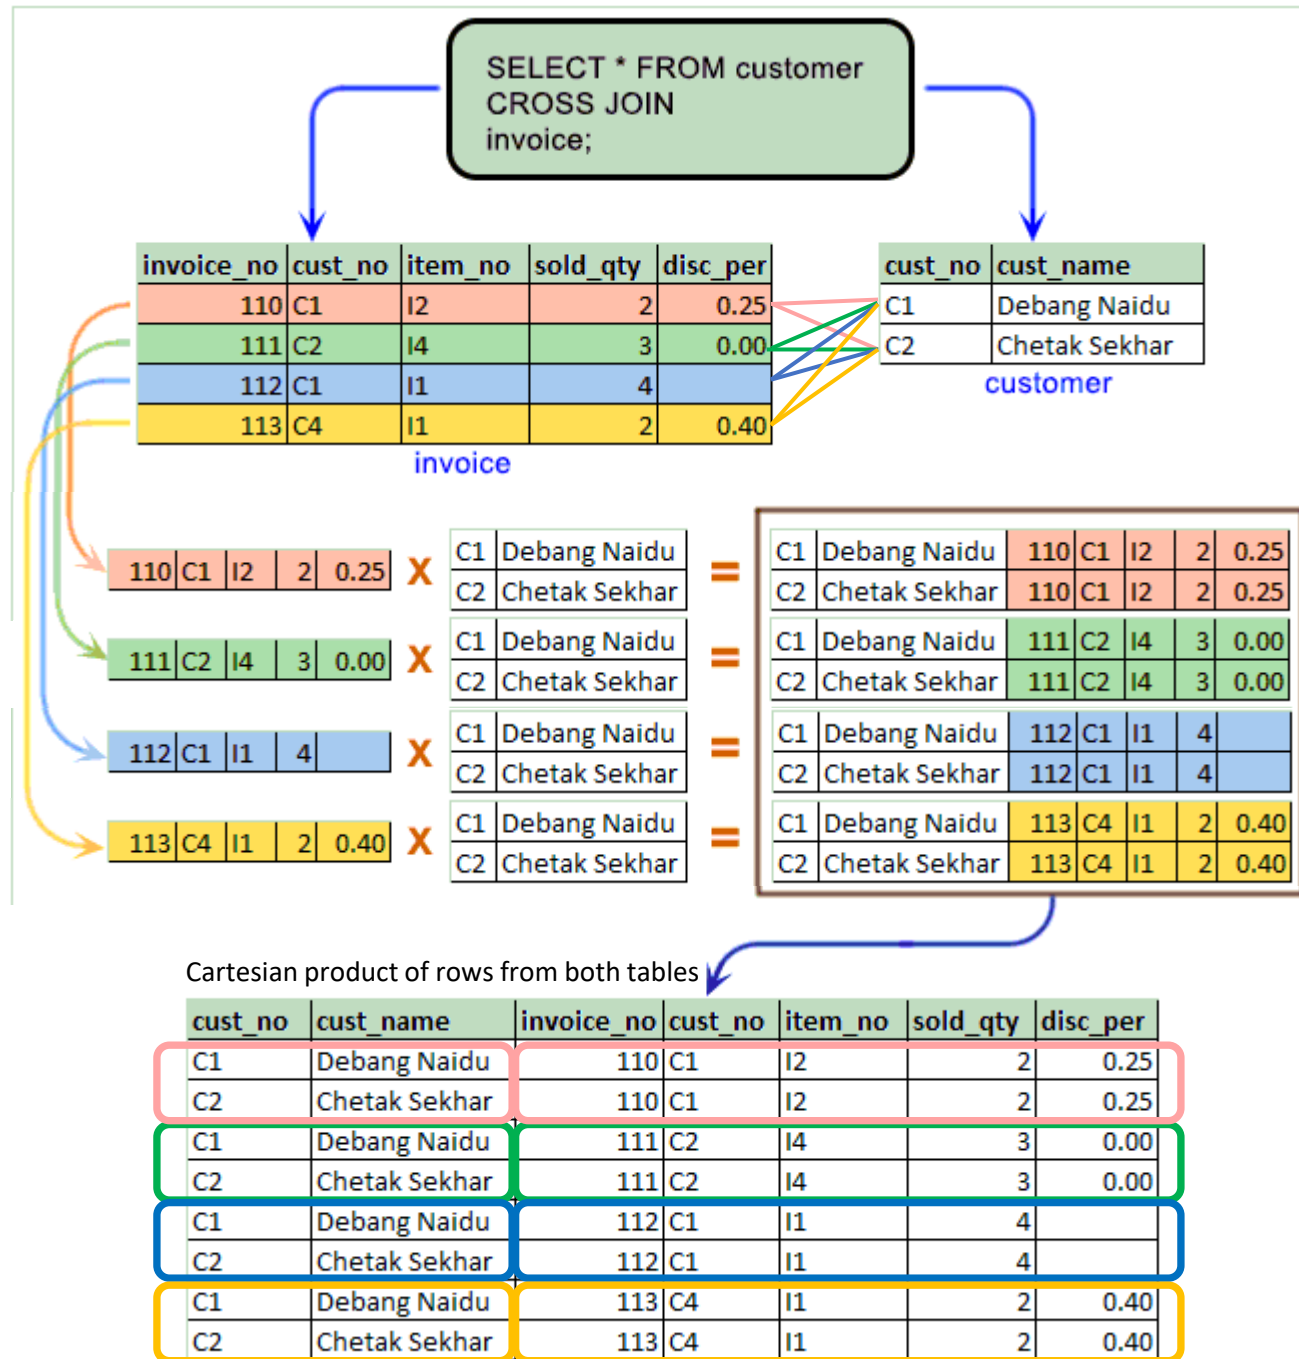 SELECT * FROM customer
CROSS JOIN
invoice;
invoice_no cust_no item_no sold_qty disc_per
110 C1 I2 2 0.25
111 C2 I4 3 0.00
112 C1 I1 4
113 C4 I1 2 0.40
invoice
cust_no cust_name
C1 Debang Naidu
C2 Chetak Sekhar
customer
110 C1 I2 2 0.25 X C1 Debang Naidu = C1 Debang Naidu 110 C1 I2 2 0.25
C2 Chetak Sekhar C2 Chetak Sekhar 110 C1 I2 2 0.25
111 C2 I4 3 0.00 X C1 Debang Naidu = C1 Debang Naidu 111 C2 I4 3 0.00
C2 Chetak Sekhar C2 Chetak Sekhar 111 C2 I4 3 0.00
112 C1 I1 4 X C1 Debang Naidu = C1 Debang Naidu 112 C1 I1 4
C2 Chetak Sekhar C2 Chetak Sekhar 112 C1 I1 4
113 C4 I1 2 0.40 X C1 Debang Naidu = C1 Debang Naidu 113 C4 I1 2 0.40
C2 Chetak Sekhar C2 Chetak Sekhar 113 C4 I1 2 0.40
Cartesian product of rows from both tables
cust_no cust_name invoice_no cust_no item_no sold_qty disc_per
C1 Debang Naidu 110 C1 I2 2 0.25
C2 Chetak Sekhar 110 C1 I2 2 0.25
C1 Debang Naidu 111 C2 I4 3 0.00
C2 Chetak Sekhar 111 C2 I4 3 0.00
C1 Debang Naidu 112 C1 I1 4
C2 Chetak Sekhar 112 C1 I1 4
C1 Debang Naidu 113 C4 I1 2 0.40
C2 Chetak Sekhar 113 C4 I1 2 0.40